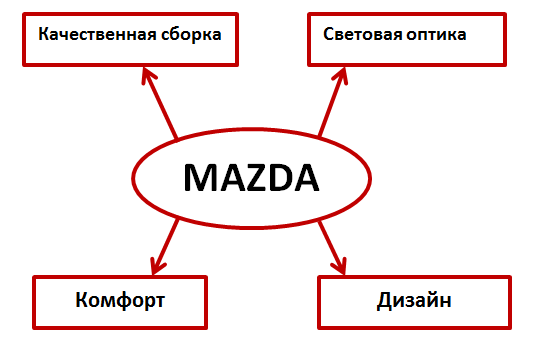 Качественная сборка
Световая оптика
MAZDA
Комфорт
Дизайн